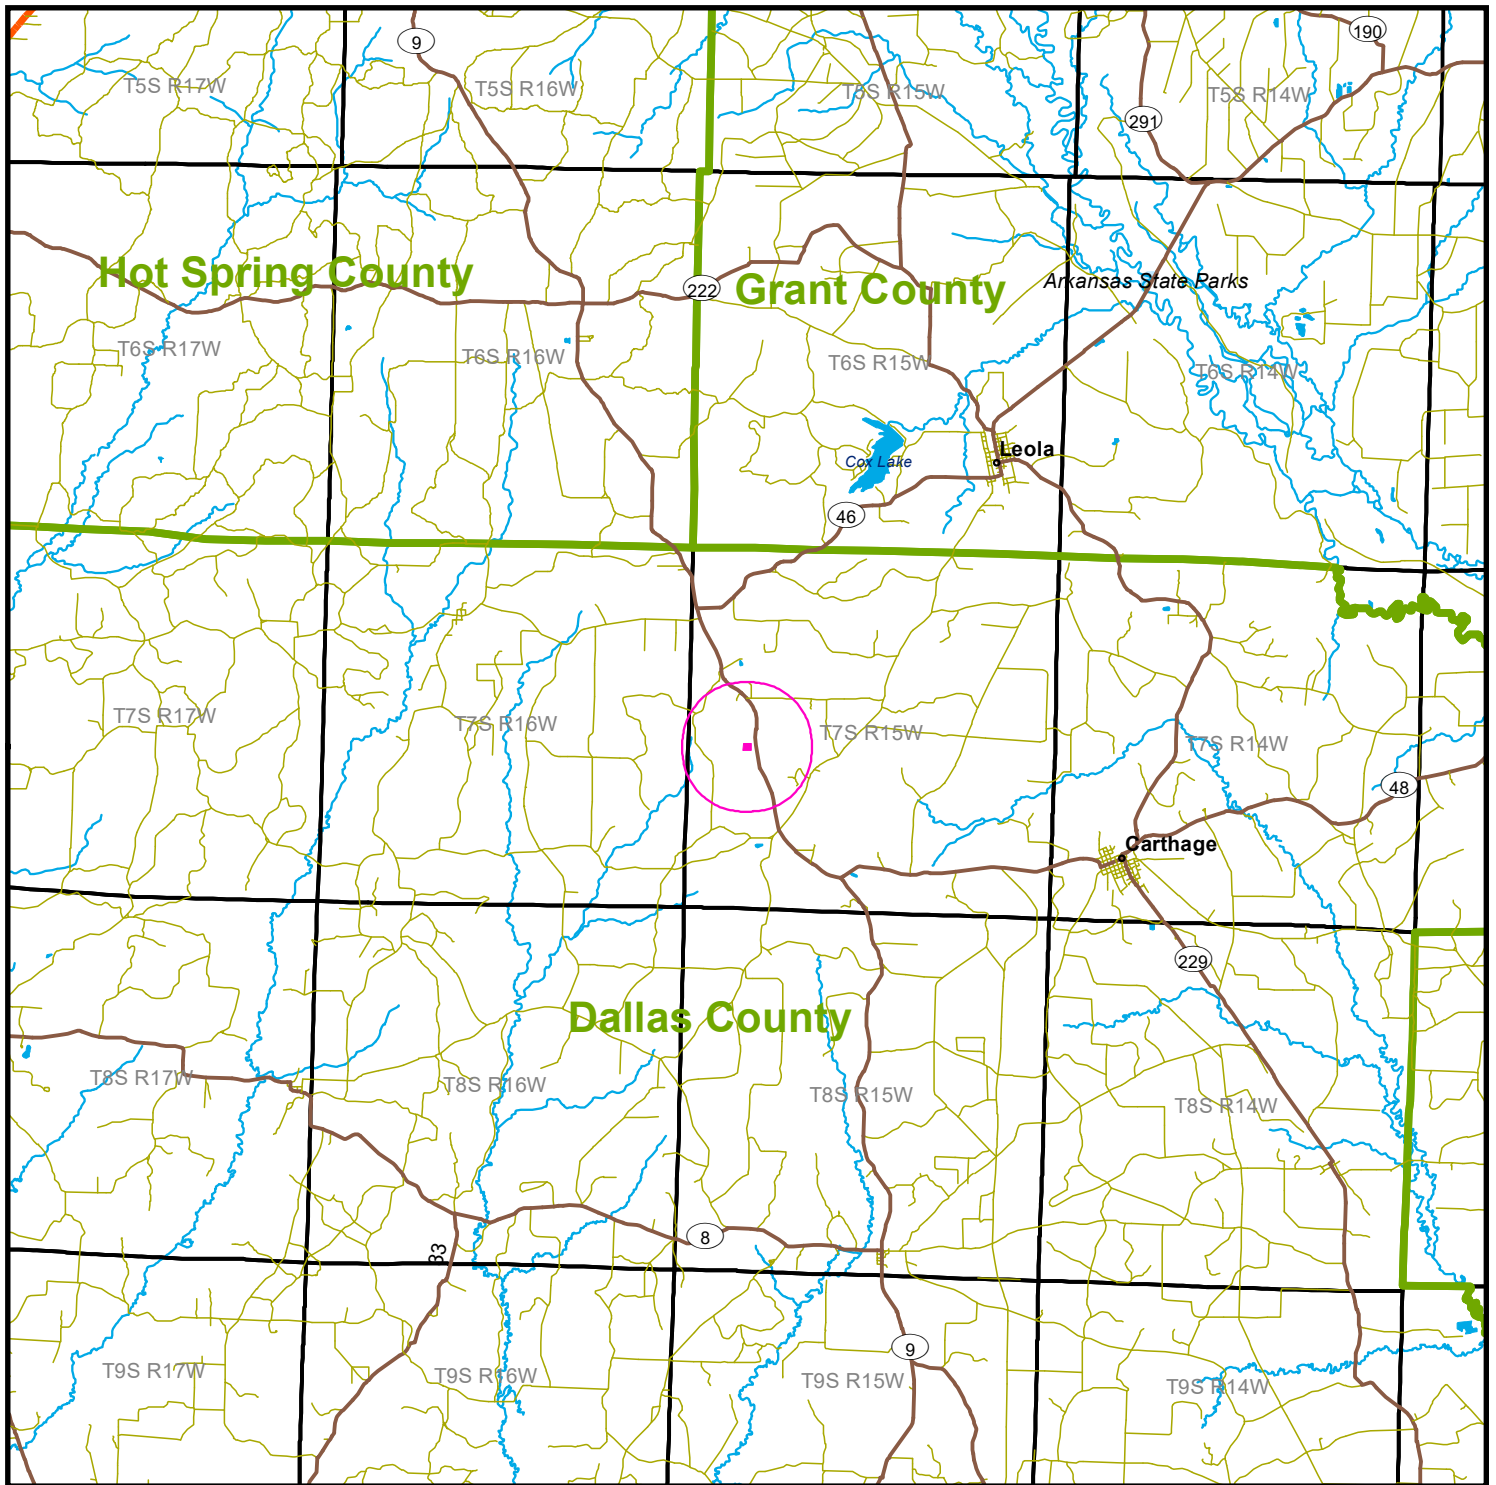 9
190
T5S R17W
T5S R16W
T5S R15W
T5S R14W
291
Hot Spring County
222
Grant County
Arkansas State Parks
T6S R17W
T6S R16W
T6S R15W
T6S R14W
Leola
Cox Lake
46
T7S R17W
T7S R16W
T7S R15W
T7S R14W
48
Carthage
229
Dallas County
T8S R17W
T8S R16W
T8S R15W
T8S R14W
8
33
9
T9S R17W
T9S R16W
T9S R15W
T9S R14W